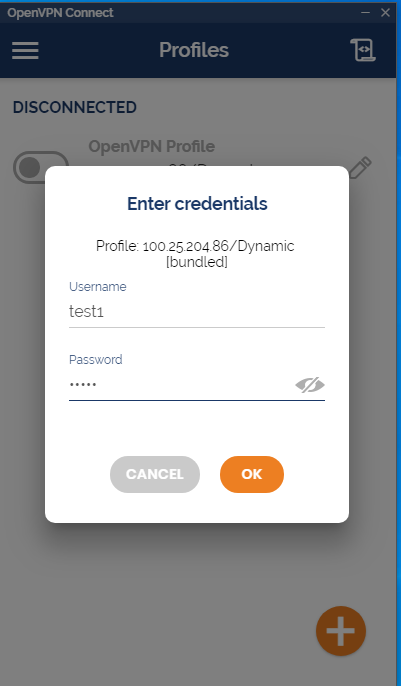 OpenVPN Connect
Profiles
DISCONNECTED
OpenVPN Profile
Enter credentials
Profile: 100.25.204.86/Dynamic
[bundled]
Username
test1
Password
•••••
CANCEL
OK